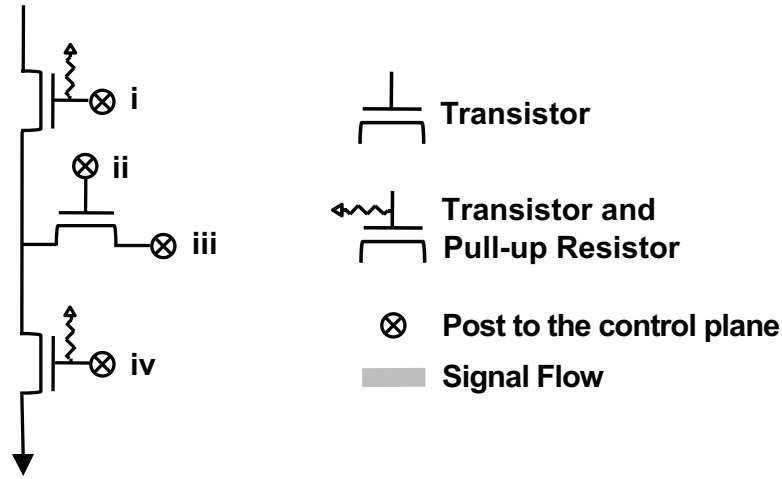 i
ii
iii
iv
Transistor
Transistor and
Pull-up Resistor
Post to the control plane
Signal Flow